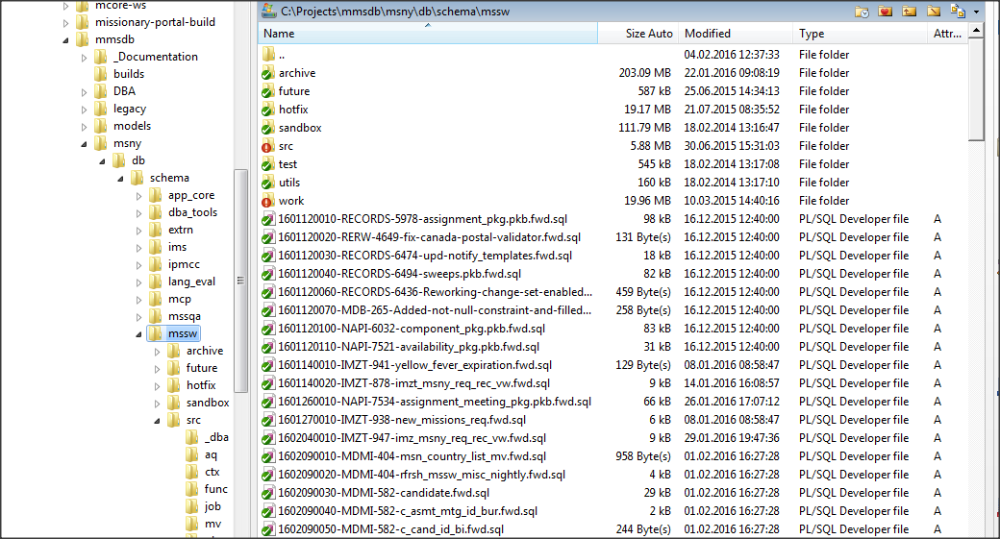 mcore-ws
missionary-portal-build
mmsdb
_Documentation
builds
DBA
legacy
models
msny
db
schema
app_core
dba_tools
extrn
ims
ipmcc
lang_eval
mcp
mssqa
mssw
archive
future
hotfix
sandbox
src
_dba
aq
ctx
func
job
mv
C:\Projects\mmsdb\msny\db\schema\mssw
Name Size Auto Modified Type Attr...
.. 04.02.2016 12:37:33 File folder
archive 203.09 MB 22.01.2016 09:08:19 File folder
future 587 kB 25.06.2015 14:34:13 File folder
hotfix 19.17 MB 21.07.2015 08:35:52 File folder
sandbox 111.79 MB 18.02.2014 13:16:47 File folder
src 5.88 MB 30.06.2015 15:31:03 File folder
test 545 kB 18.02.2014 13:17:08 File folder
utils 160 kB 18.02.2014 13:17:10 File folder
work 19.96 MB 10.03.2015 14:40:16 File folder
1601120010-RECORDS-5978-assignment_pkg.pkb.fwd.sql 98 kB 16.12.2015 12:40:00 PL/SQL Developer file A
1601120020-RERW-4649-fix-canada-postal-validator.fwd.sql 131 Byte(s) 16.12.2015 12:40:00 PL/SQL Developer file A
1601120030-RECORDS-6474-upd-notify_templates.fwd.sql 18 kB 16.12.2015 12:40:00 PL/SQL Developer file A
1601120040-RECORDS-6494-sweeps.pkb.fwd.sql 82 kB 16.12.2015 12:40:00 PL/SQL Developer file A
1601120060-RECORDS-6436-Reworking-change-set-enabled... 459 Byte(s) 16.12.2015 12:40:00 PL/SQL Developer file A
1601120070-MDB-265-Added-not-null-constraint-and-filled... 258 Byte(s) 16.12.2015 12:40:00 PL/SQL Developer file A
1601120100-NAPI-6032-component_pkg.pkb.fwd.sql 83 kB 16.12.2015 12:40:00 PL/SQL Developer file A
1601120110-NAPI-7521-availability_pkg.pkb.fwd.sql 31 kB 16.12.2015 12:40:00 PL/SQL Developer file A
1601140010-IMZT-941-yellow_fever_expiration.fwd.sql 129 Byte(s) 08.01.2016 08:58:47 PL/SQL Developer file A
1601140020-IMZT-878-imzt_msny_req_rec_vw.fwd.sql 9 kB 14.01.2016 16:08:57 PL/SQL Developer file A
1601260010-NAPI-7534-assignment_meeting_pkg.pkb.fwd.sql 66 kB 26.01.2016 17:07:12 PL/SQL Developer file A
1601270010-IMZT-938-new_missions_req.fwd.sql 6 kB 08.01.2016 08:58:47 PL/SQL Developer file A
1602040010-IMZT-947-imz_msny_req_rec_vw.fwd.sql 9 kB 29.01.2016 19:47:36 PL/SQL Developer file A
1602090010-MDMI-404-msn_country_list_mv.fwd.sql 958 Byte(s) 01.02.2016 16:27:28 PL/SQL Developer file A
1602090020-MDMI-404-rfrsh_mssw_misc_nightly.fwd.sql 4 kB 01.02.2016 16:27:28 PL/SQL Developer file A
1602090030-MDMI-582-candidate.fwd.sql 29 kB 01.02.2016 16:27:28 PL/SQL Developer file A
1602090040-MDMI-582-c_asmt_mtg_id_bur.fwd.sql 2 kB 01.02.2016 16:27:28 PL/SQL Developer file A
1602090050-MDMI-582-c_cand_id_bi.fwd.sql 244 Byte(s) 01.02.2016 16:27:28 PL/SQL Developer file A